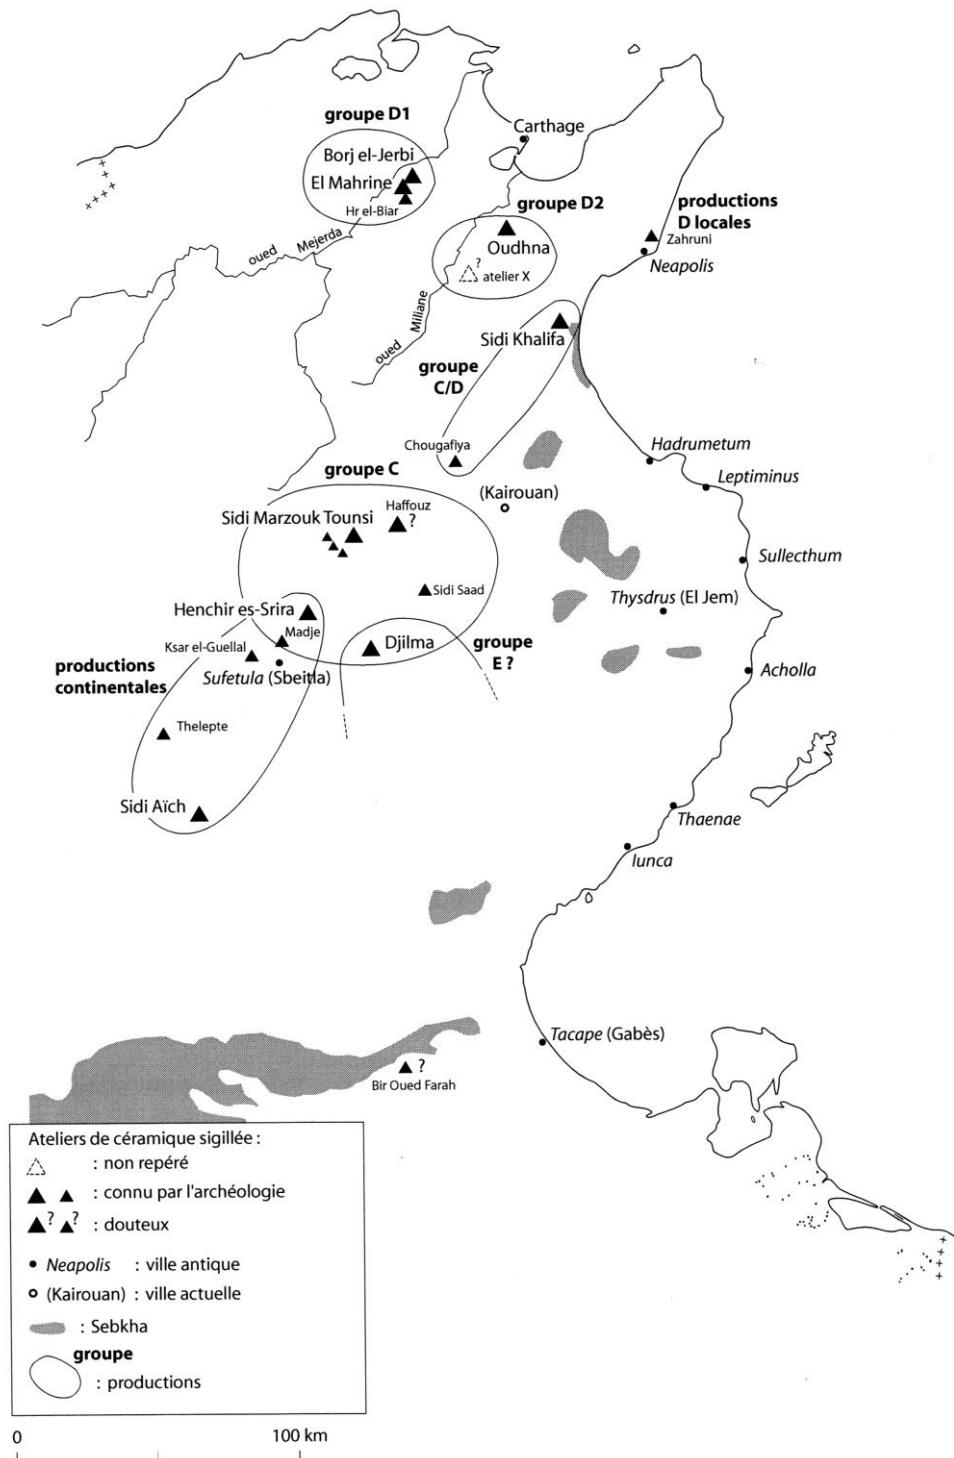 groupe D1
Borj el-Jerbi
El Mahrine
Hr el-Biar
oued Mejerda
Carthage
groupe D2
Oudhna
?
atelier X
oued Miliane
productions
D locales
Zahruni
Neapolis
Sidi Khalifa
groupe
C/D
Chougafiya
groupe C
(Kairouan)
Hadrumetum
Leptiminus
Haffouz
?
Sidi Marzouk Tounsi
Sullecthum
Sidi Saad
Thysdrus (El Jem)
Henchir es-Srira
Madje
Djilma
groupe
E ?
Ksar el-Guellal
productions
continentales
Sufetula (Sbeitla)
Acholla
Thelepte
Sidi Aïch
Thaenae
Iunca
Tacape (Gabès)
?
Bir Oued Farah
Ateliers de céramique sigillée :
: non repéré
: connu par l'archéologie
? ? : douteux
Neapolis : ville antique
(Kairouan) : ville actuelle
: Sebkha
groupe
: productions
0 100 km